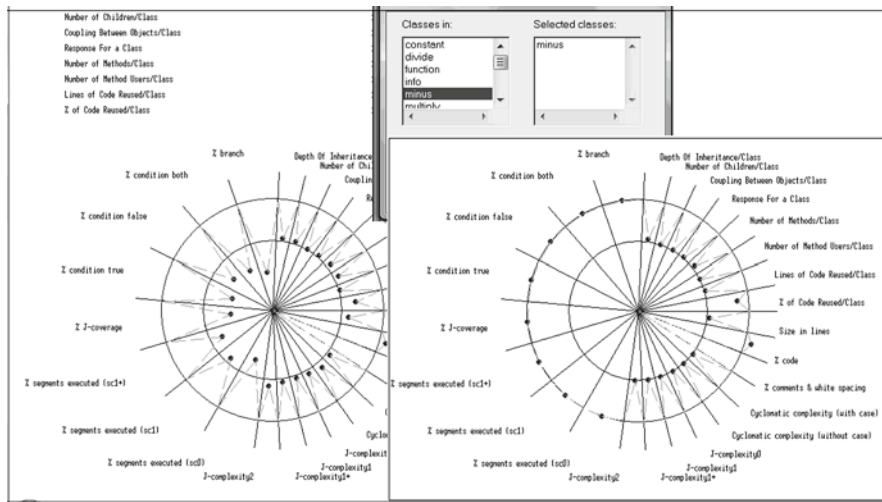 Number of Children/Class
Coupling Between Objects/Class
Response For a Class
Number of Methods/Class
Number of Method Users/Class
Lines of Code Reused/Class
% of Code Reused/Class
Classes in:
constant
divide
function
info
minus
multiply
Selected classes:
minus
% branch
% condition both
% condition false
% condition true
% J-coverage
% segments executed (sc1+)
% segments executed (sc1)
% segments executed (sc0)
J-complexity2
J-complexity1+
J-complexity1
J-complexit
Cyclo
Depth Of Inheritance
Number of Chi
Couplin
% branch
% condition both
% condition false
% condition true
% J-coverage
% segments executed (sc1+)
% segments executed (sc1)
% segments executed (sc0)
J-complexity2
J-complexity1+
J-complexity1
J-complexity0
Cyclomatic complexity (without case)
Cyclomatic complexity (with case)
% comments & white spacing
% code
Size in lines
% of Code Reused/Class
Lines of Code Reused/Class
Number of Method Users/Class
Number of Methods/Class
Response For a Class
Coupling Between Objects/Class
Number of Children/Class
Depth Of Inheritance/Class